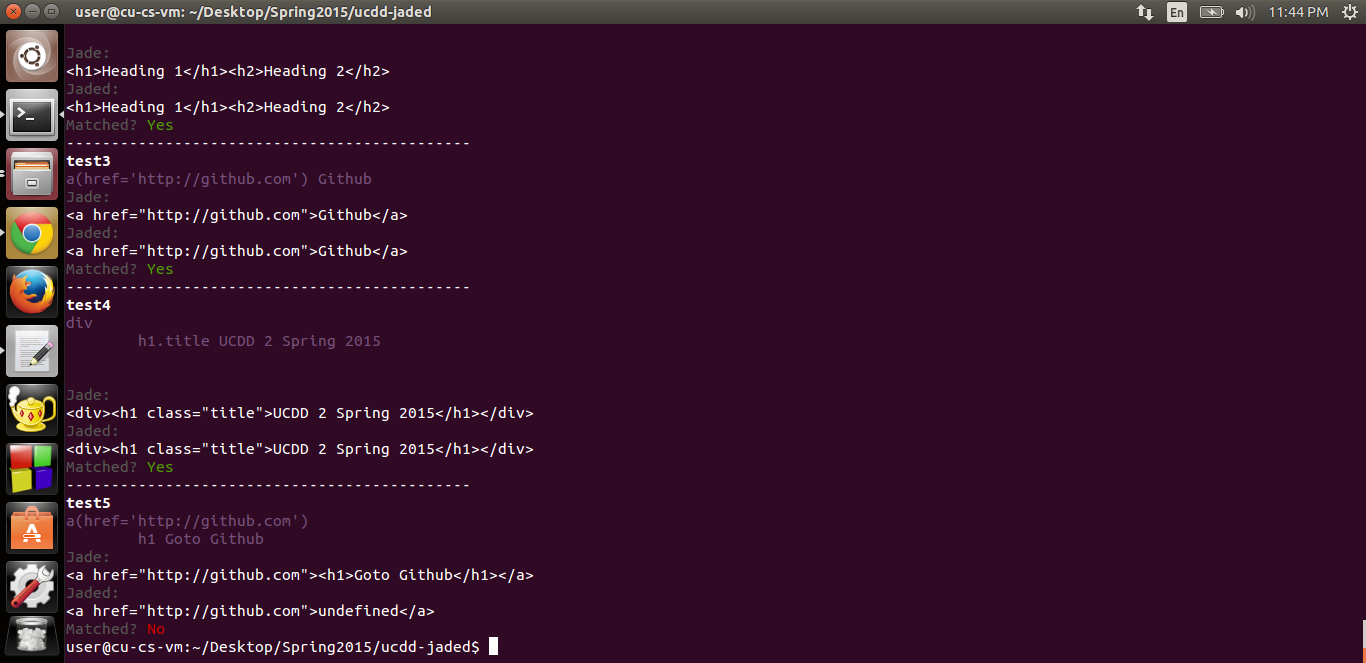 user@cu-cs-vm: ~/Desktop/Spring2015/ucdd-jaded
En
11:44 PM
Jade:
<h1>Heading 1</h1><h2>Heading 2</h2>
Jaded:
<h1>Heading 1</h1><h2>Heading 2</h2>
Matched? Yes
---------------------------------------------
test3
a(href='http://github.com') Github
Jade:
<a href="http://github.com">Github</a>
Jaded:
<a href="http://github.com">Github</a>
Matched? Yes
---------------------------------------------
test4
div
h1.title UCDD 2 Spring 2015
Jade:
<div><h1 class="title">UCDD 2 Spring 2015</h1></div>
Jaded:
<div><h1 class="title">UCDD 2 Spring 2015</h1></div>
Matched? Yes
---------------------------------------------
test5
a(href='http://github.com')
h1 Goto Github
Jade:
<a href="http://github.com"><h1>Goto Github</h1></a>
Jaded:
<a href="http://github.com">undefined</a>
Matched? No
user@cu-cs-vm:~/Desktop/Spring2015/ucdd-jaded$